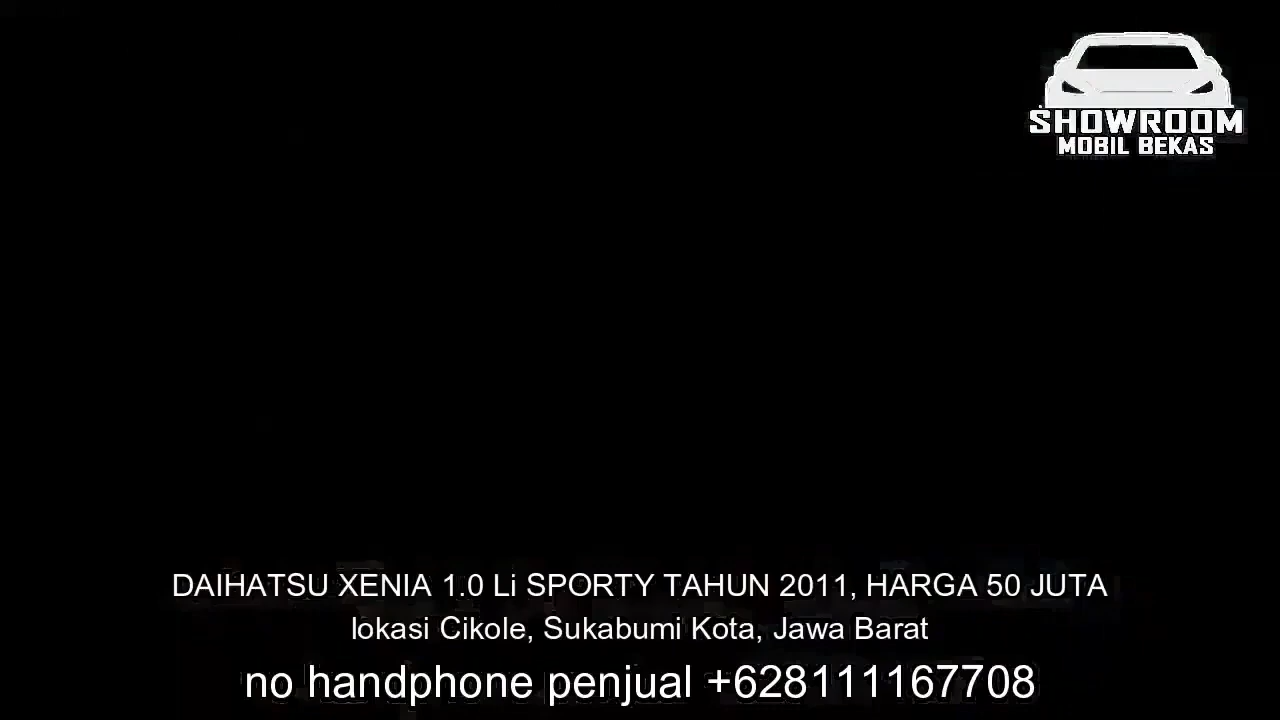 SHOWROOM
MOBIL BEKAS
DAIHATSU XENIA 1.0 Li SPORTY TAHUN 2011, HARGA 50 JUTA
lokasi Cikole, Sukabumi Kota, Jawa Barat
no handphone penjual +628111167708